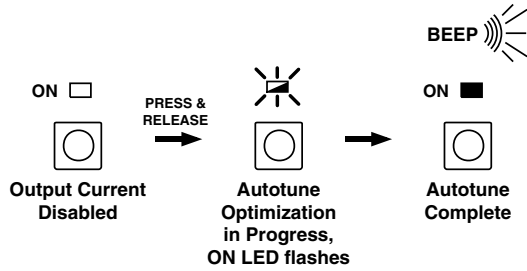 BEEP
ON
PRESS &
RELEASE
ON
Output Current
Disabled
Autotune
Optimization
in Progress,
ON LED flashes
Autotune
Complete